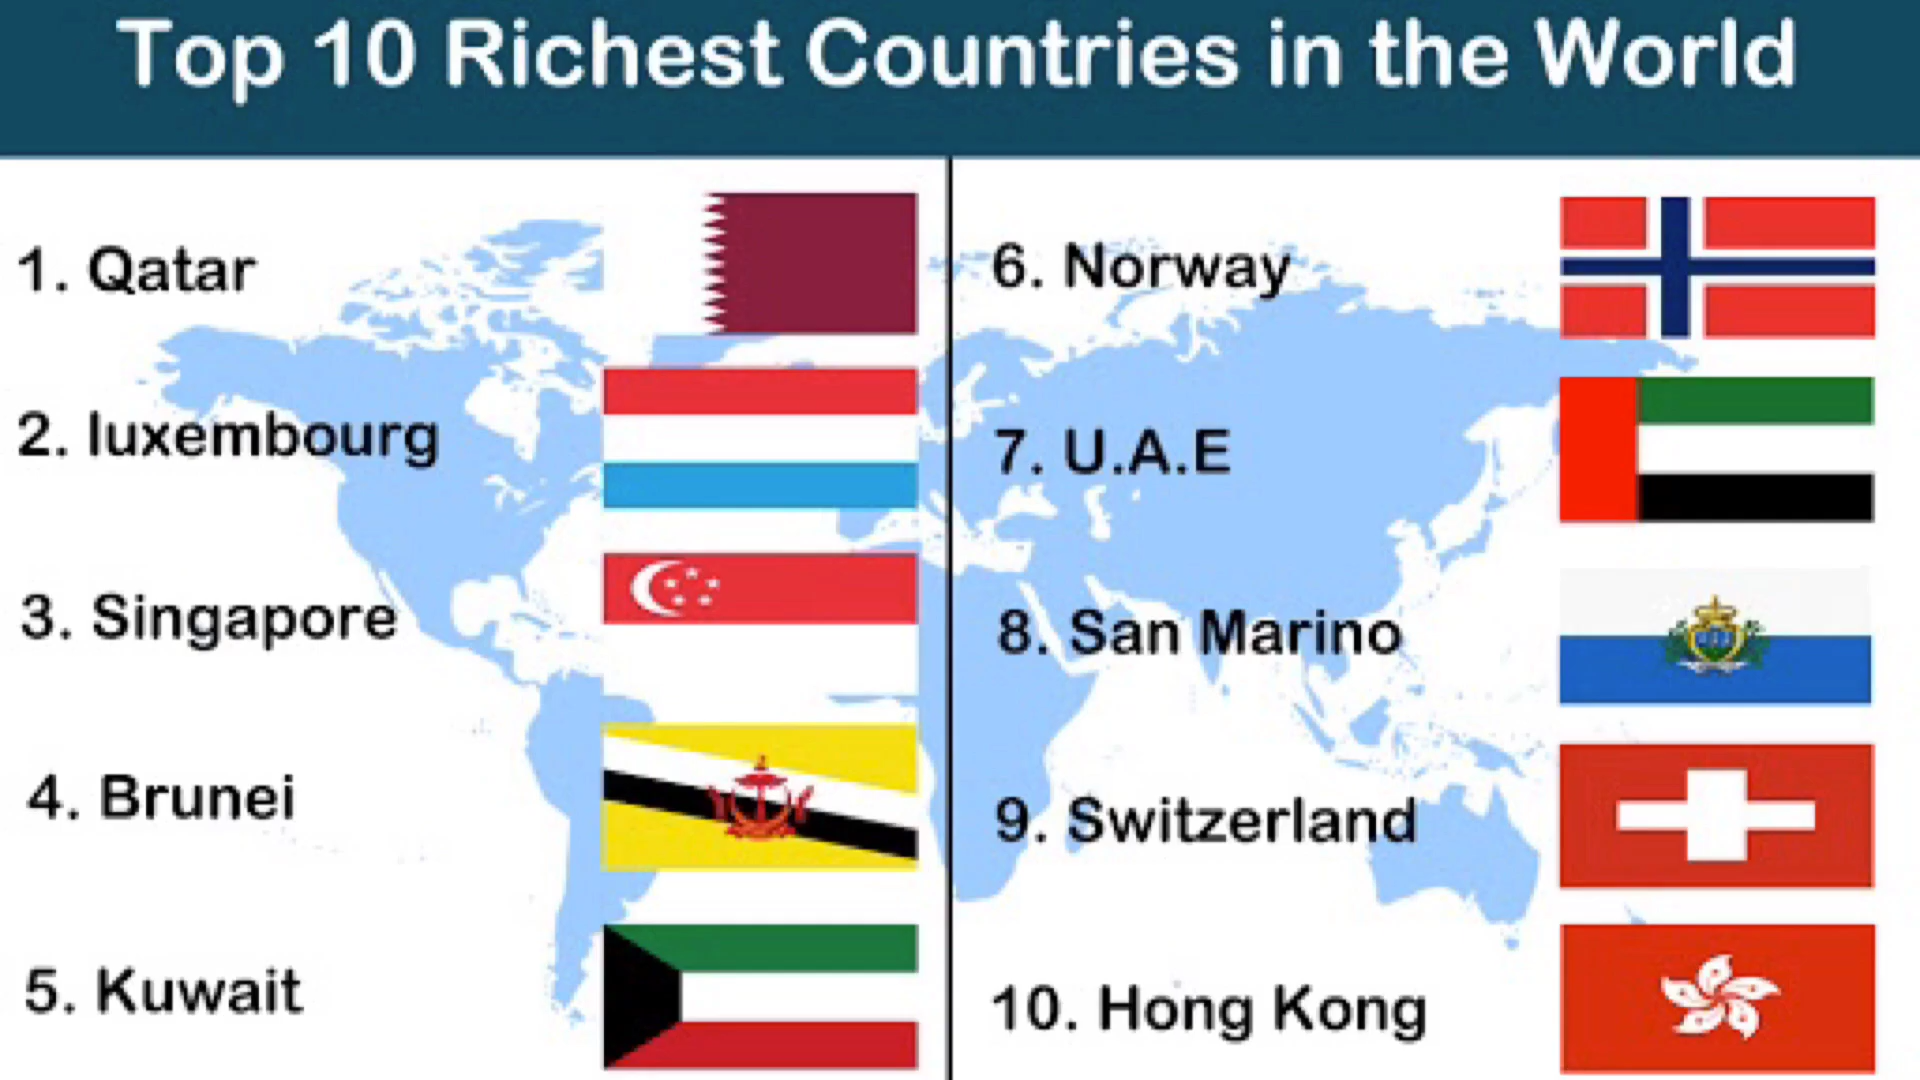 Top 10 Richest Countries in the World
1. Qatar
2. luxembourg
3. Singapore
4. Brunei
5. Kuwait
6. Norway
7. U.A.E
8. San Marino
9. Switzerland
10. Hong Kong